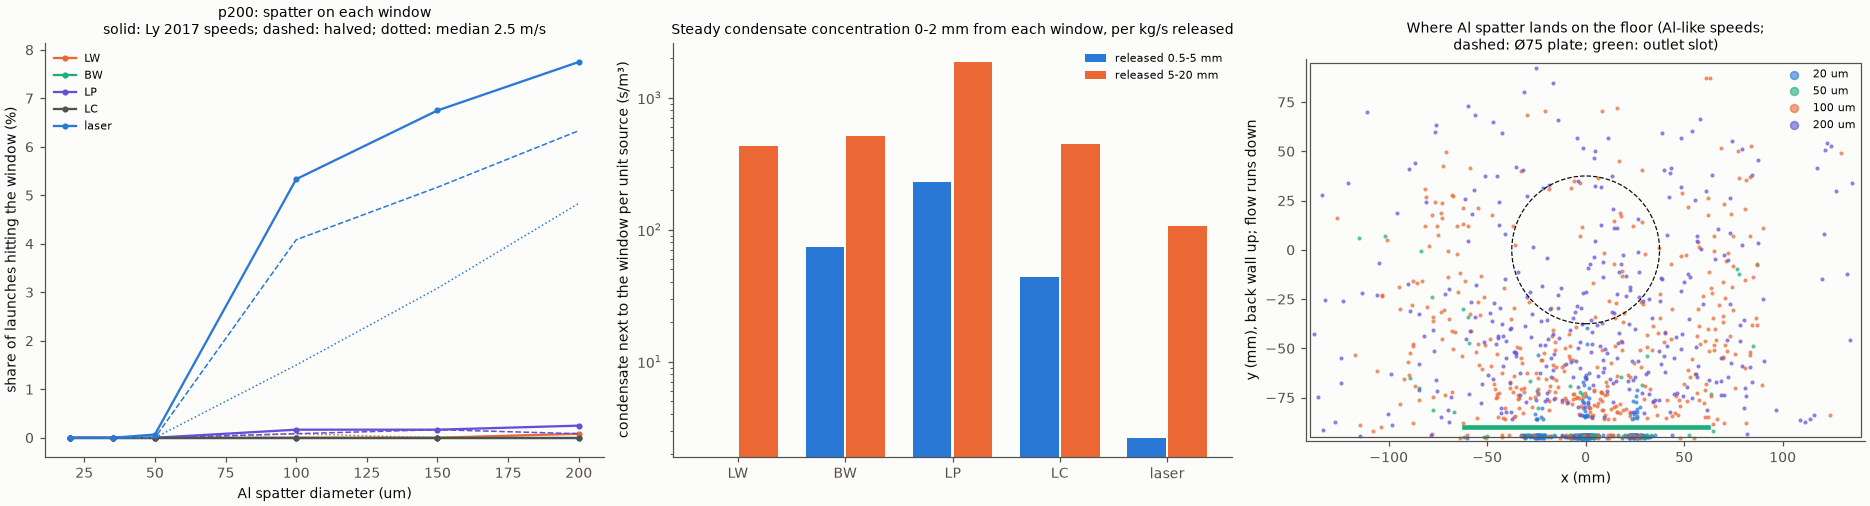 p200: spatter on each window
solid: Ly 2017 speeds; dashed: halved; dotted: median 2.5 m/s
share of launches hitting the window (%)
8
7
6
5
4
3
2
1
0
LW
BW
LP
LC
laser
25
50
75
100
125
150
175
200
Al spatter diameter (um)
Steady condensate concentration 0-2 mm from each window, per kg/s released
condensate next to the window per unit source (s/m³)
10³
10²
10¹
released 0.5-5 mm
released 5-20 mm
LW
BW
LP
LC
laser
Where Al spatter lands on the floor (Al-like speeds;
dashed: Ø75 plate; green: outlet slot)
y (mm), back wall up; flow runs down
75
50
25
0
−25
−50
−75
20 um
50 um
100 um
200 um
−100
−50
0
50
100
x (mm)